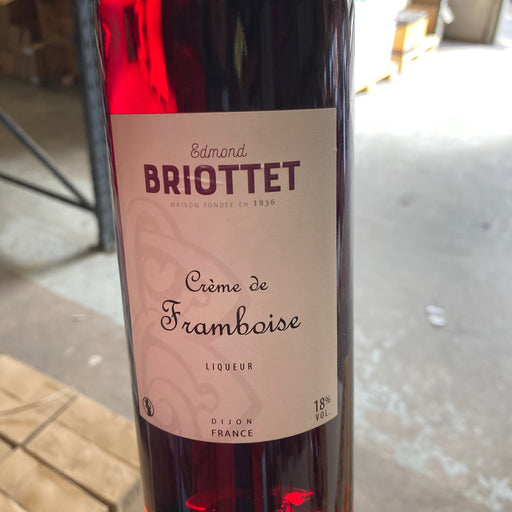 Edmond
BRIOTTET
MAISON FONDÉE EN 1836
Crème de
Framboise
LIQUEUR
18% VOL.
DIJON
FRANCE